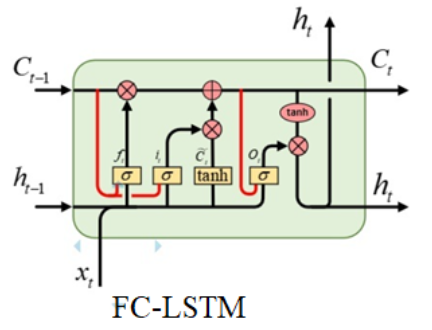 h_t
C_{t-1} C_t
tanh
f_t i_t C̃_t O_t
σ σ tanh σ
h_{t-1} h_t
x_t
FC-LSTM